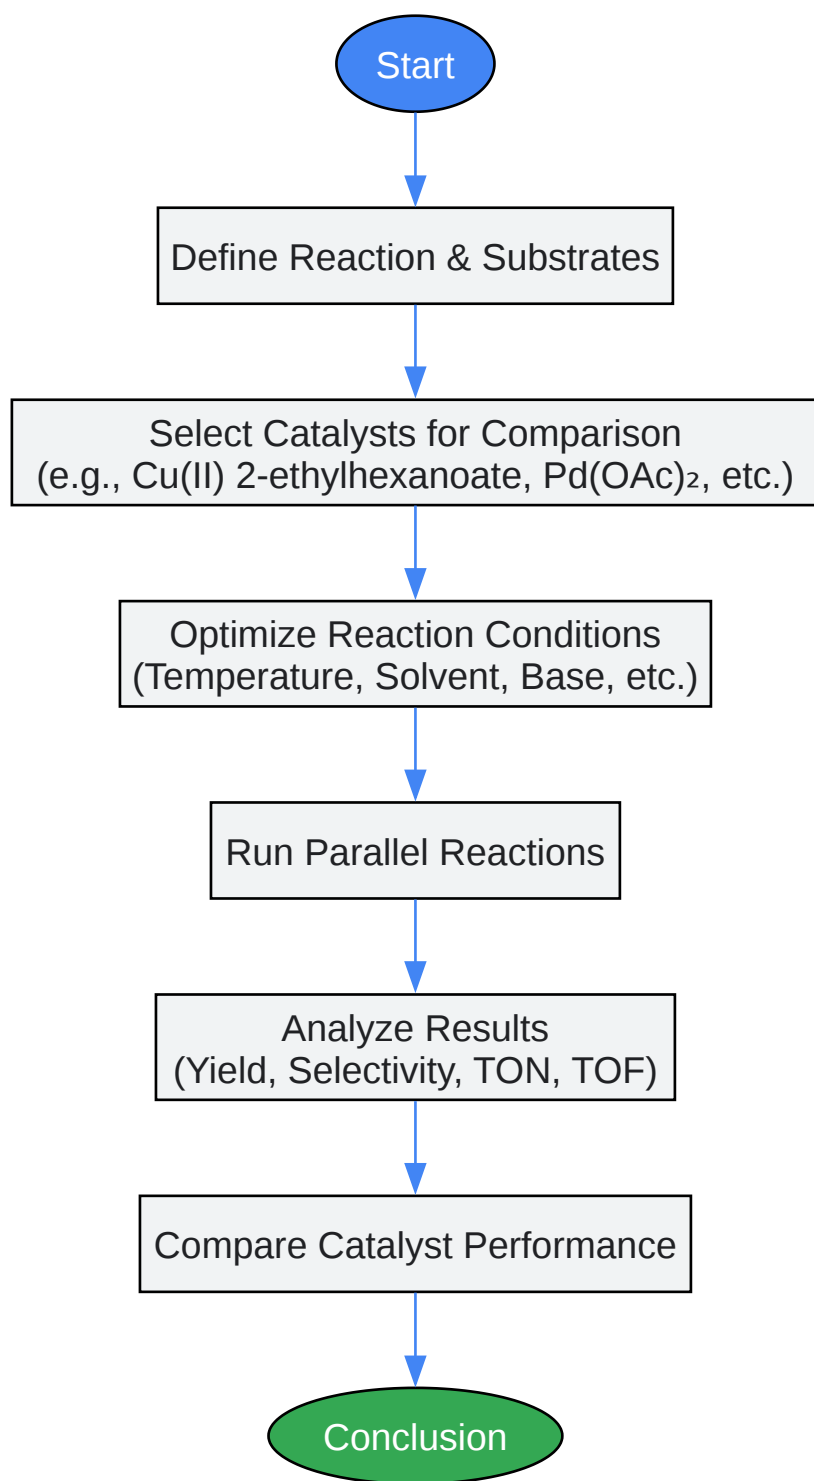 Start
Define Reaction & Substrates
Select Catalysts for Comparison
(e.g., Cu(II) 2-ethylhexanoate, Pd(OAc)₂, etc.)
Optimize Reaction Conditions
(Temperature, Solvent, Base, etc.)
Run Parallel Reactions
Analyze Results
(Yield, Selectivity, TON, TOF)
Compare Catalyst Performance
Conclusion